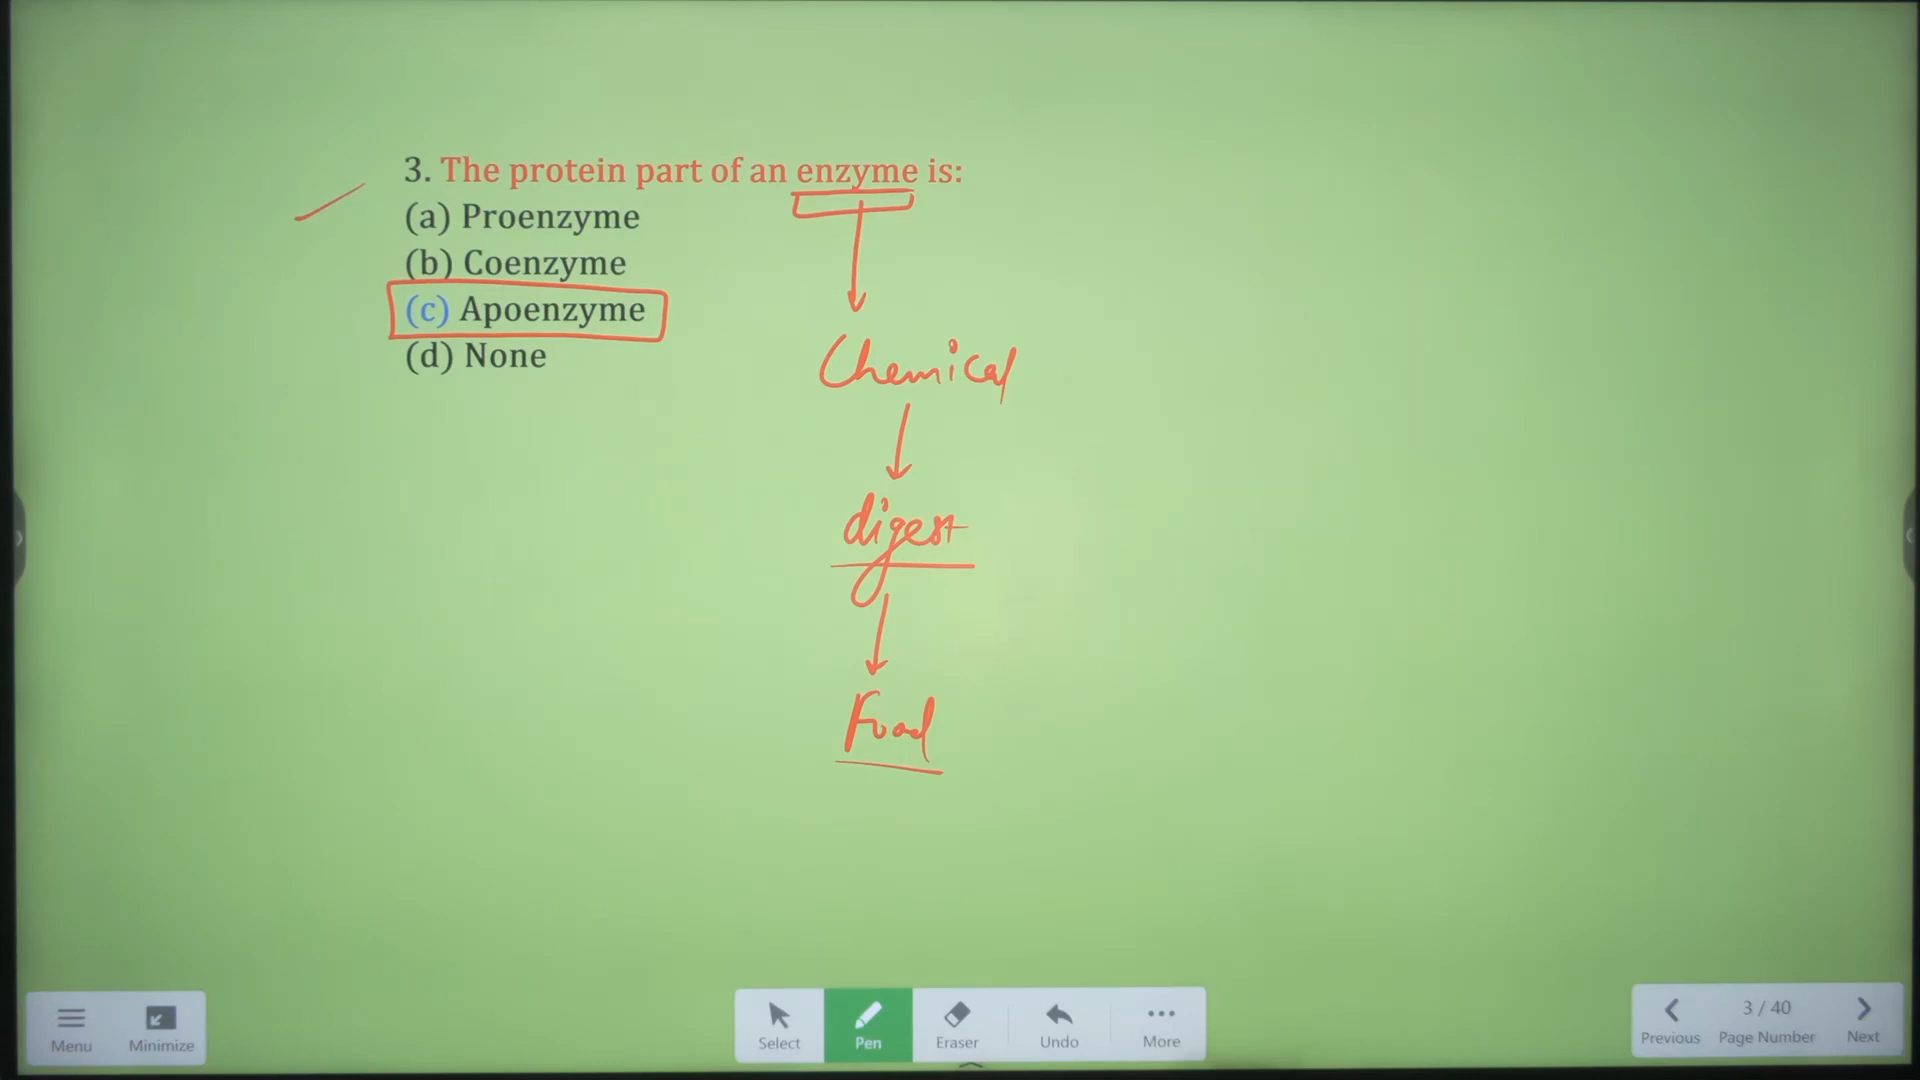 3. The protein part of an enzyme is:
(a) Proenzyme
(b) Coenzyme
(c) Apoenzyme
(d) None
Chemical
digest
Food
Menu
Minimize
Select
Pen
Eraser
Undo
More
Previous
3 / 40
Page Number
Next